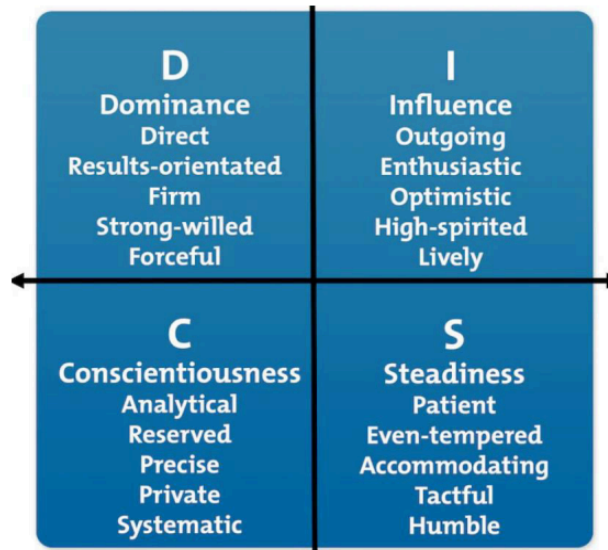 D
Dominance
Direct
Results-orientated
Firm
Strong-willed
Forceful
I
Influence
Outgoing
Enthusiastic
Optimistic
High-spirited
Lively
C
Conscientiousness
Analytical
Reserved
Precise
Private
Systematic
S
Steadiness
Patient
Even-tempered
Accommodating
Tactful
Humble